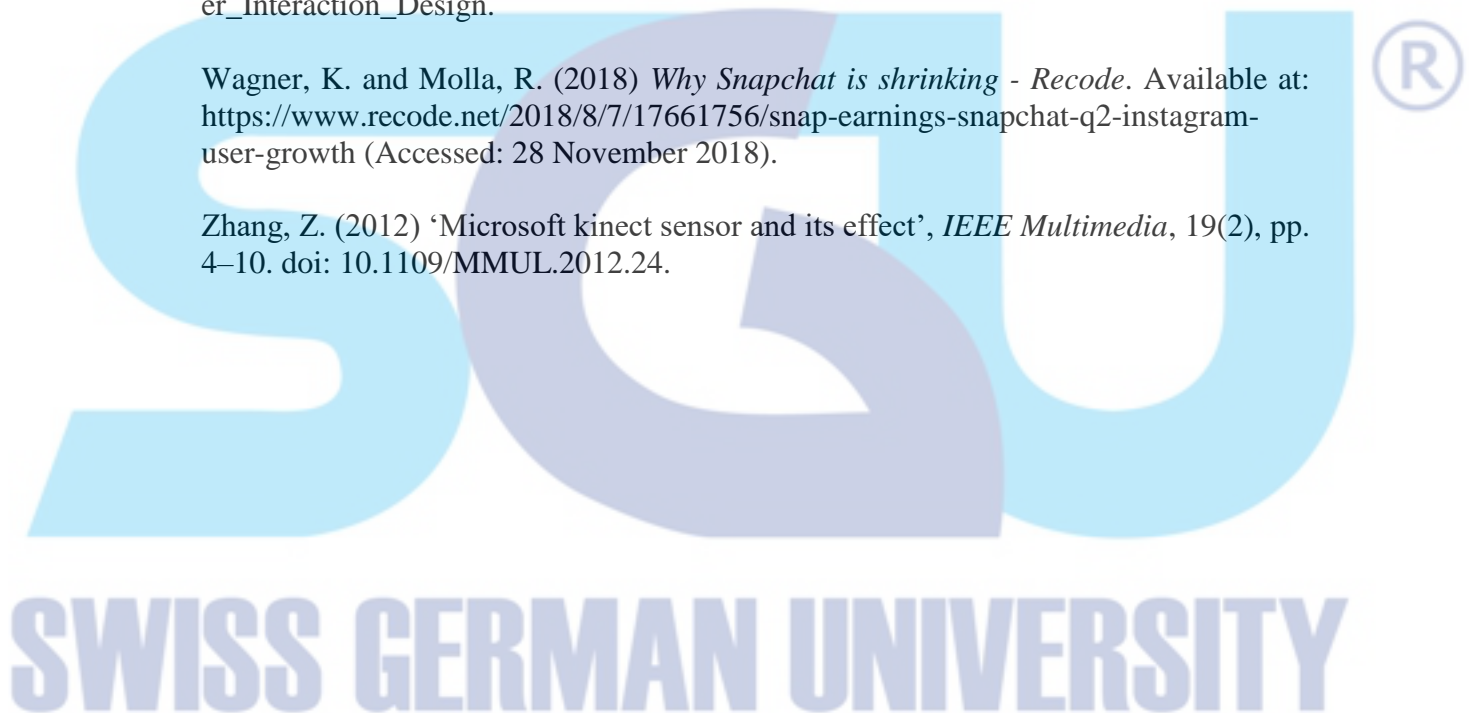 er_Interaction_Design.
Wagner, K. and Molla, R. (2018) Why Snapchat is shrinking - Recode. Available at:
https://www.recode.net/2018/8/7/17661756/snap-earnings-snapchat-q2-instagram-
user-growth (Accessed: 28 November 2018).
Zhang, Z. (2012) ‘Microsoft kinect sensor and its effect’, IEEE Multimedia, 19(2), pp.
4–10. doi: 10.1109/MMUL.2012.24.
SGU ®
SWISS GERMAN UNIVERSITY